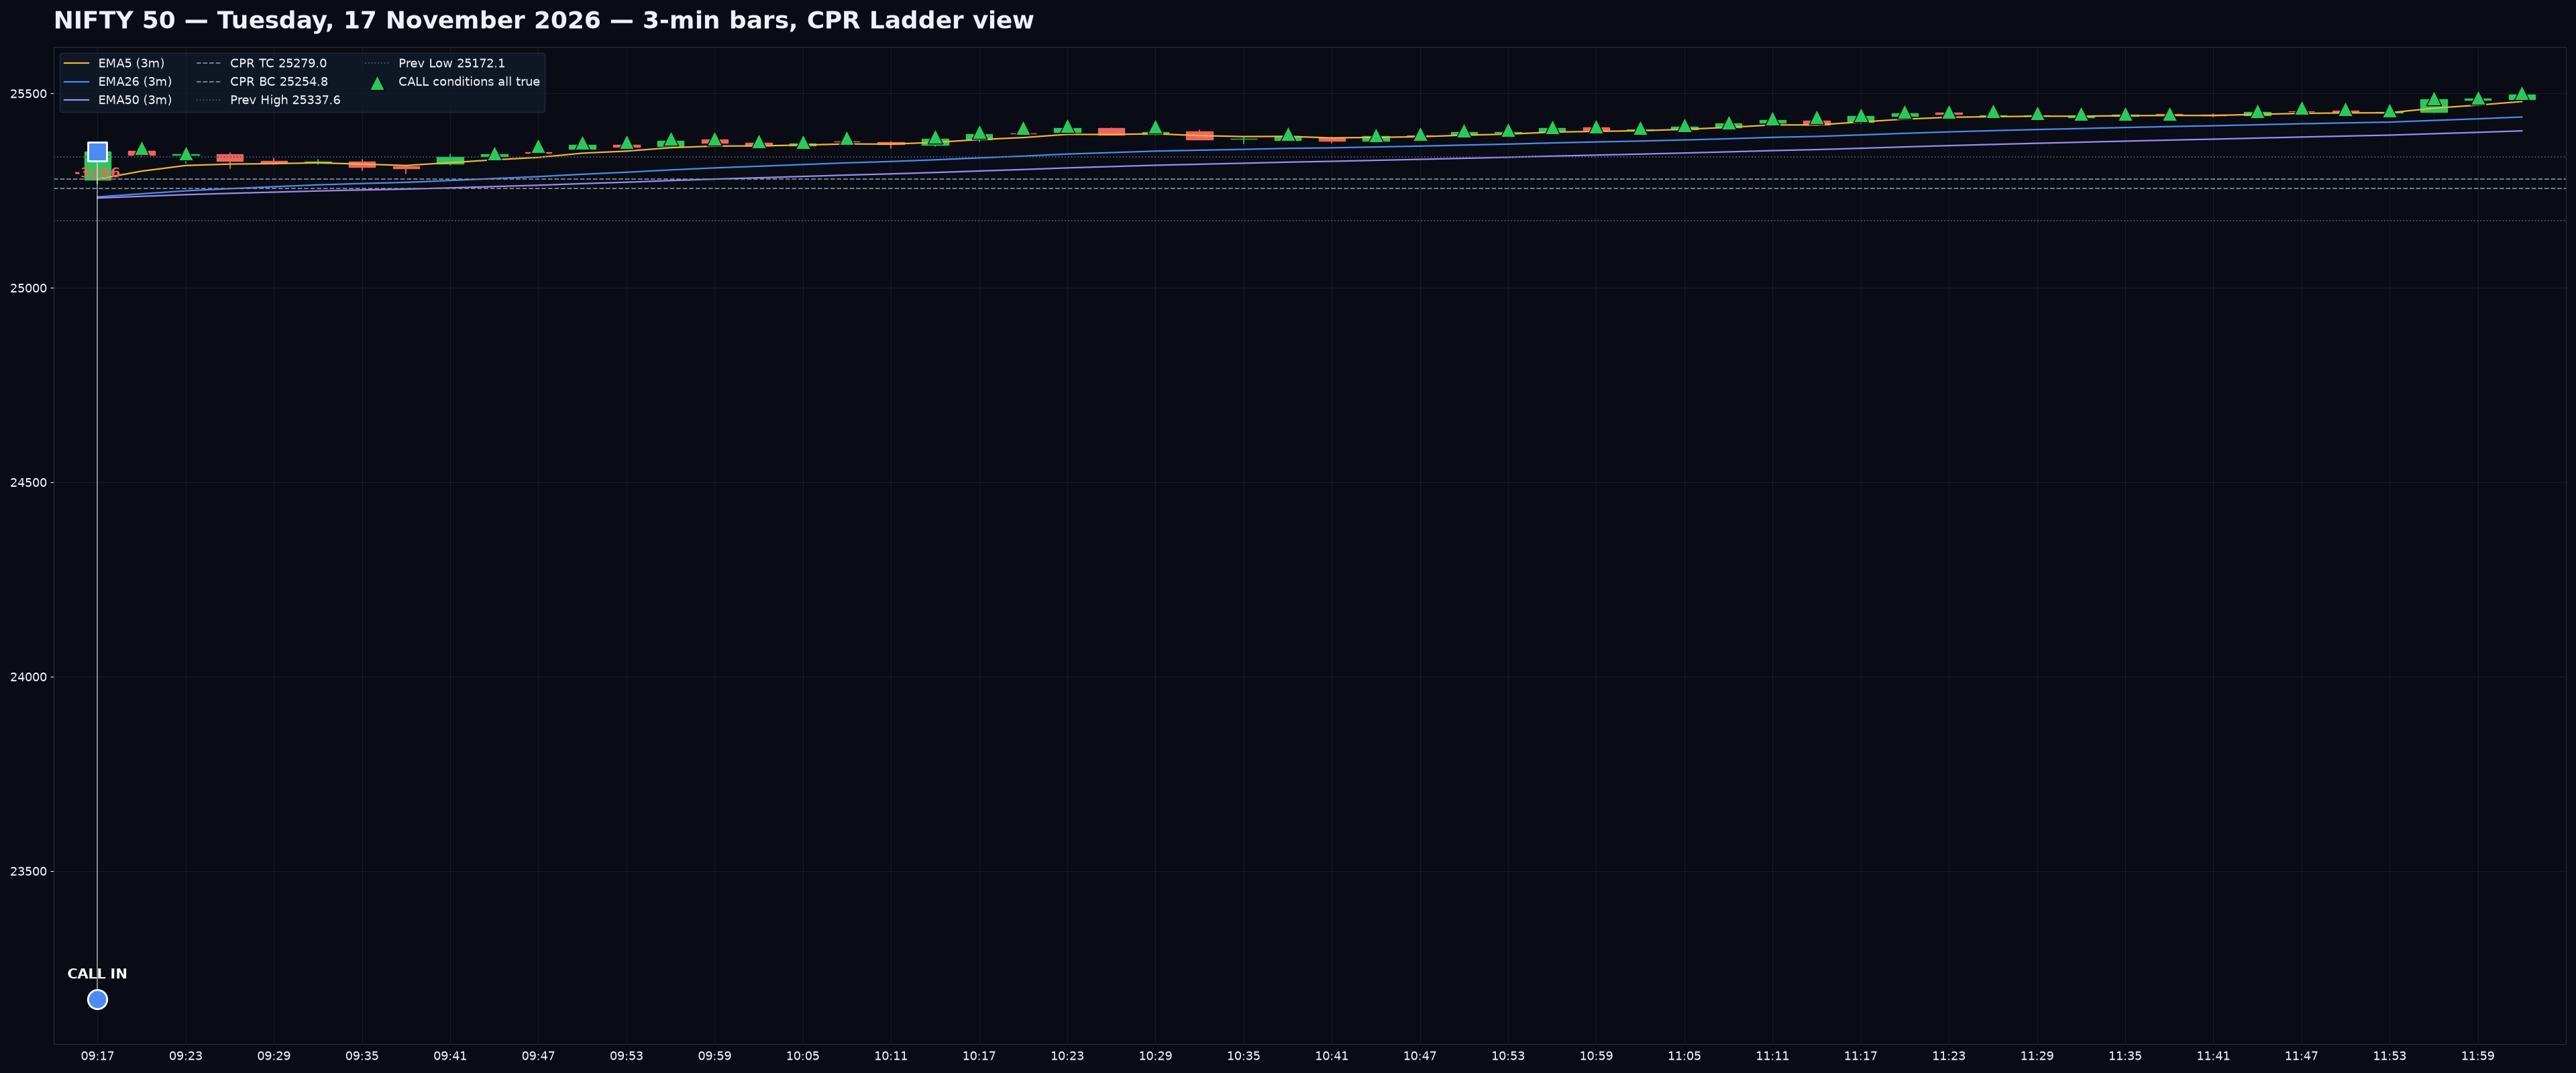 NIFTY 50 — Tuesday, 17 November 2026 — 3-min bars, CPR Ladder view
EMA5 (3m)
EMA26 (3m)
EMA50 (3m)
CPR TC 25279.0
CPR BC 25254.8
Prev High 25337.6
Prev Low 25172.1
CALL conditions all true
25500
25000
24500
24000
23500
CALL IN
09:17 09:23 09:29 09:35 09:41 09:47 09:53 09:59 10:05 10:11 10:17 10:23 10:29 10:35 10:41 10:47 10:53 10:59 11:05 11:11 11:17 11:23 11:29 11:35 11:41 11:47 11:53 11:59